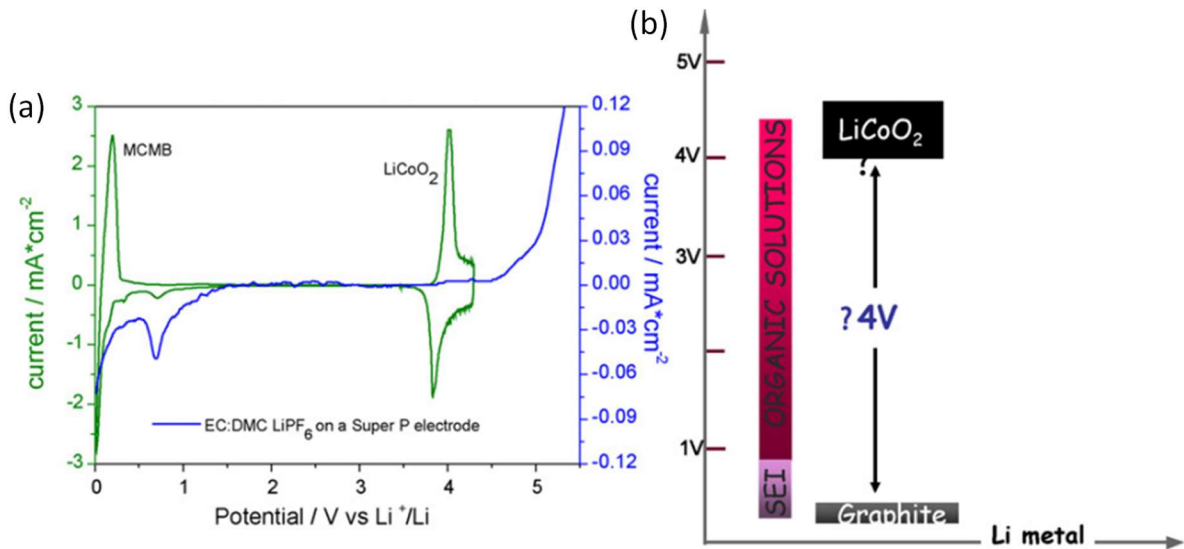 (a)
3
2
1
0
-1
-2
-3
current / mA*cm-2
MCMB
LiCoO2
EC:DMC LiPF6 on a Super P electrode
0.12
0.09
0.06
0.03
0.00
-0.03
-0.06
-0.09
-0.12
current / mA*cm-2
0 1 2 3 4 5
Potential / V vs Li +/Li
(b)
5V
4V
3V
1V
ORGANIC SOLUTIONS
SEI
LiCoO2
?
? 4V
Graphite
Li metal